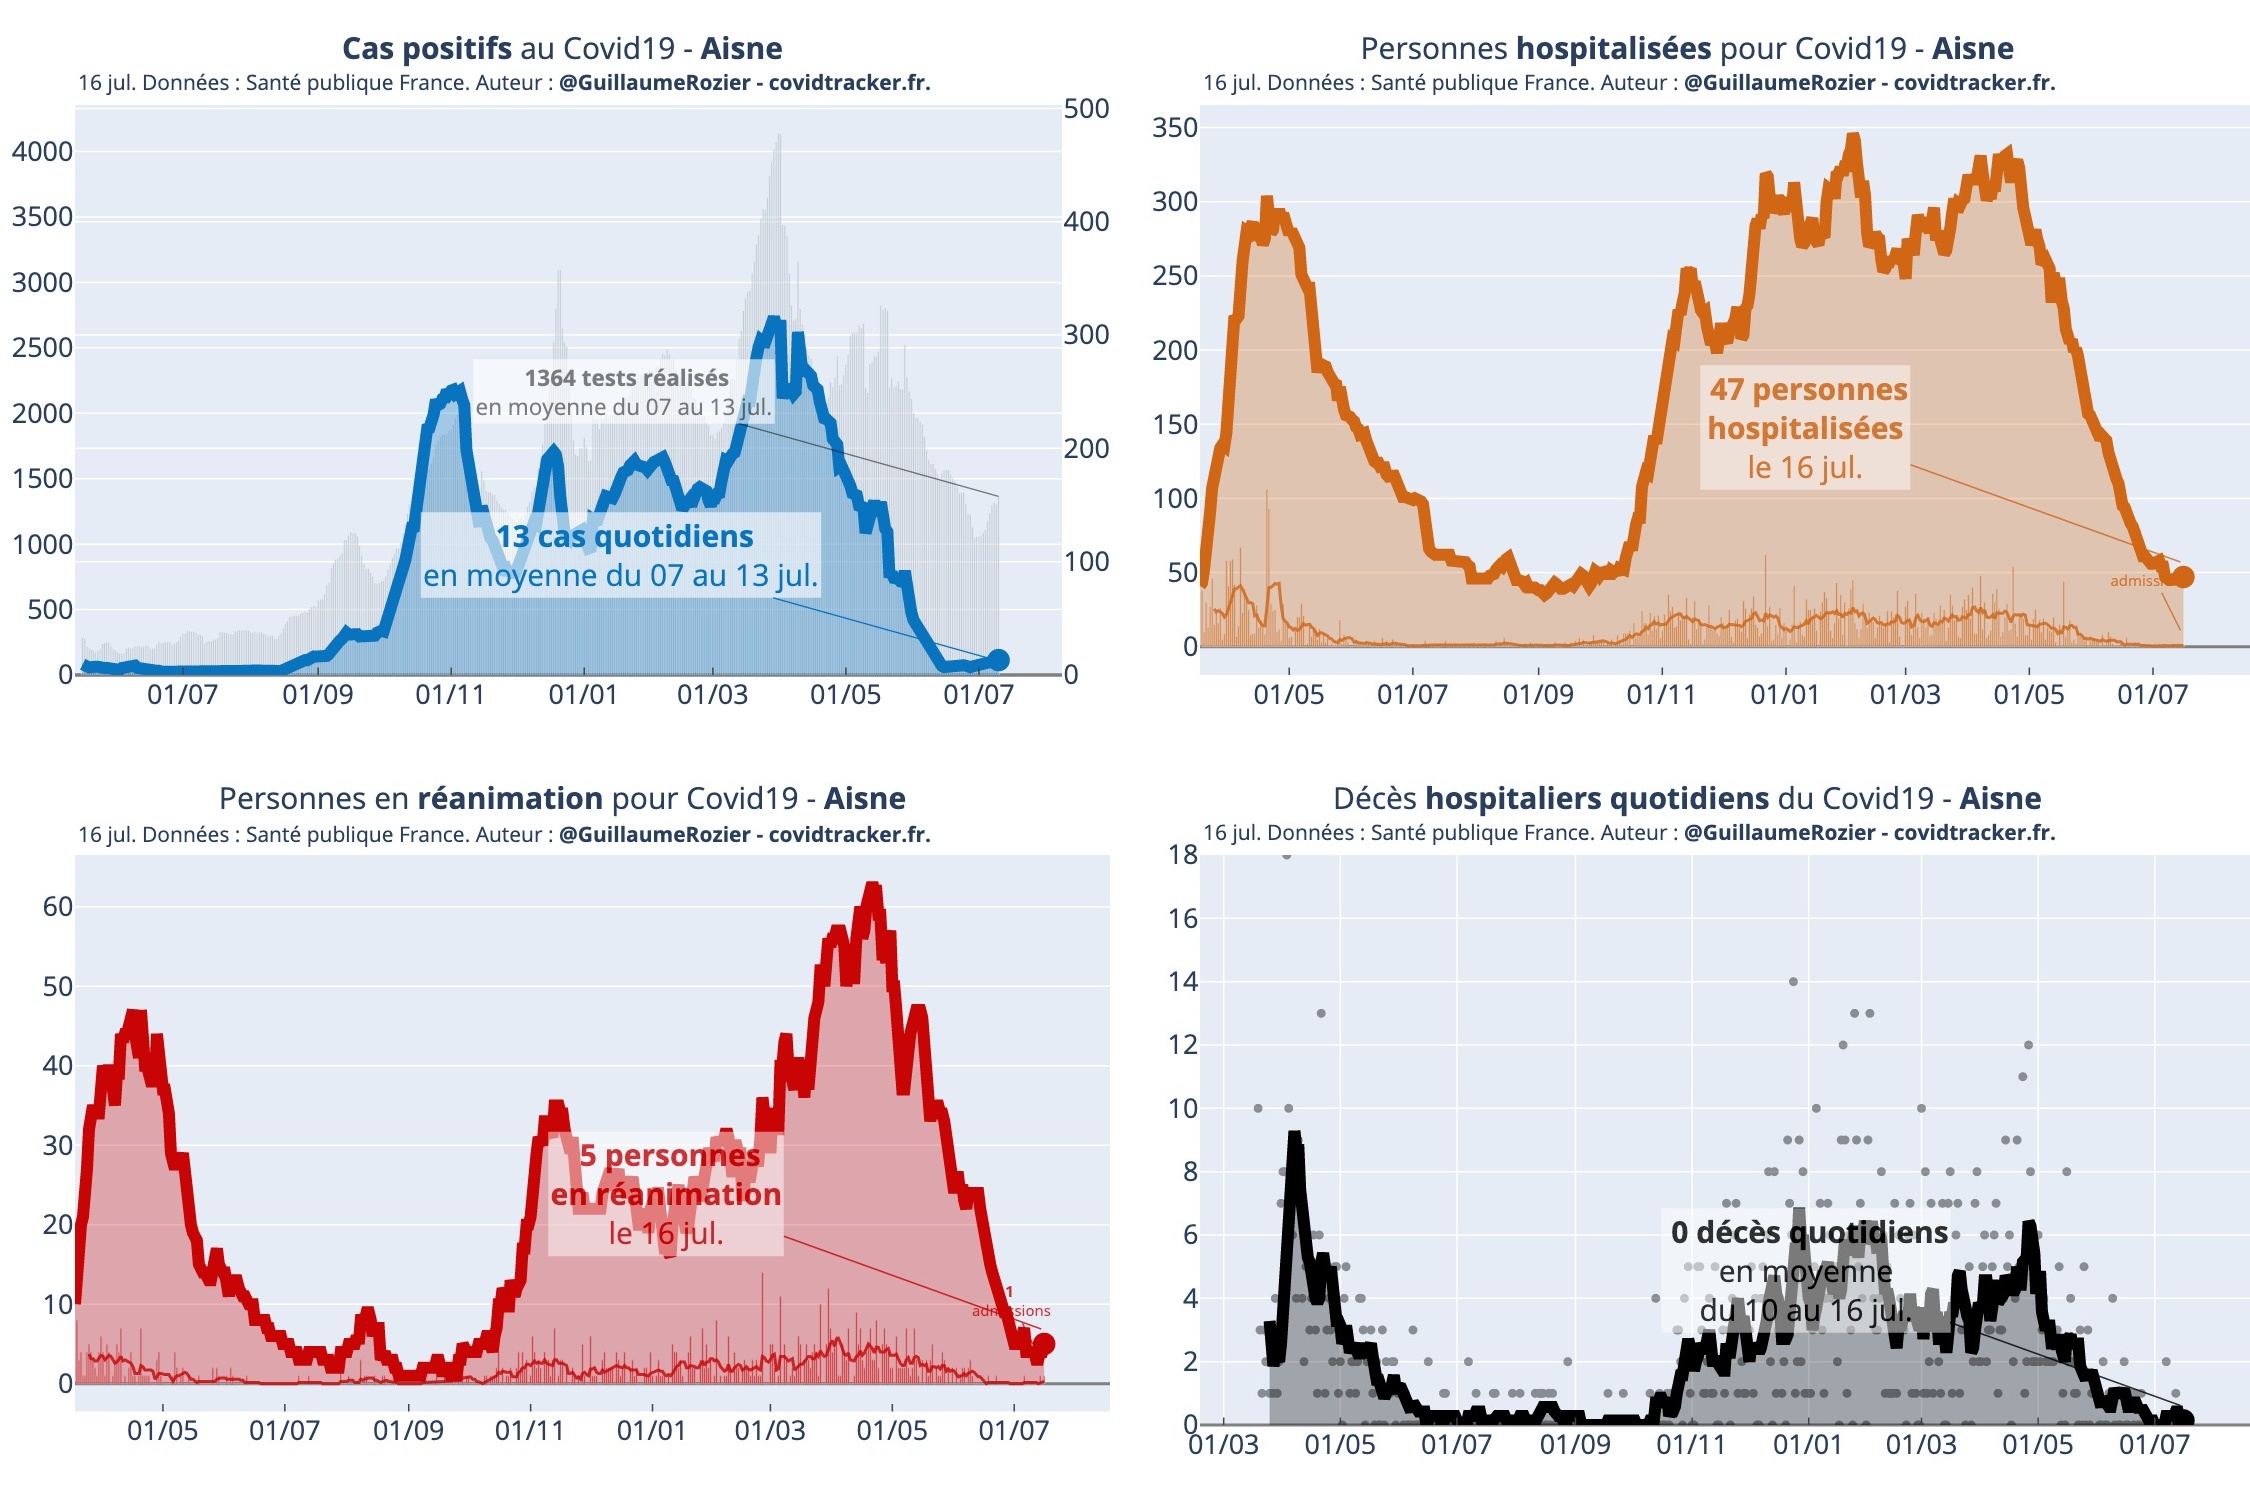 Cas positifs au Covid19 - Aisne
16 jul. Données : Santé publique France. Auteur : @GuillaumeRozier - covidtracker.fr.
4000
3500
3000
2500
2000
1500
1000
500
0
500
400
300
200
100
0
1364 tests réalisés
en moyenne du 07 au 13 jul.
13 cas quotidiens
en moyenne du 07 au 13 jul.
01/07 01/09 01/11 01/01 01/03 01/05 01/07
Personnes hospitalisées pour Covid19 - Aisne
16 jul. Données : Santé publique France. Auteur : @GuillaumeRozier - covidtracker.fr.
350
300
250
200
150
100
50
0
47 personnes
hospitalisées
le 16 jul.
01/05 01/07 01/09 01/11 01/01 01/03 01/05 01/07
Personnes en réanimation pour Covid19 - Aisne
16 jul. Données : Santé publique France. Auteur : @GuillaumeRozier - covidtracker.fr.
60
50
40
30
20
10
0
5 personnes
en réanimation
le 16 jul.
1
admissions
01/05 01/07 01/09 01/11 01/01 01/03 01/05 01/07
Décès hospitaliers quotidiens du Covid19 - Aisne
16 jul. Données : Santé publique France. Auteur : @GuillaumeRozier - covidtracker.fr.
18
16
14
12
10
8
6
4
2
0
0 décès quotidiens
en moyenne
du 10 au 16 jul.
01/03 01/05 01/07 01/09 01/11 01/01 01/03 01/05 01/07